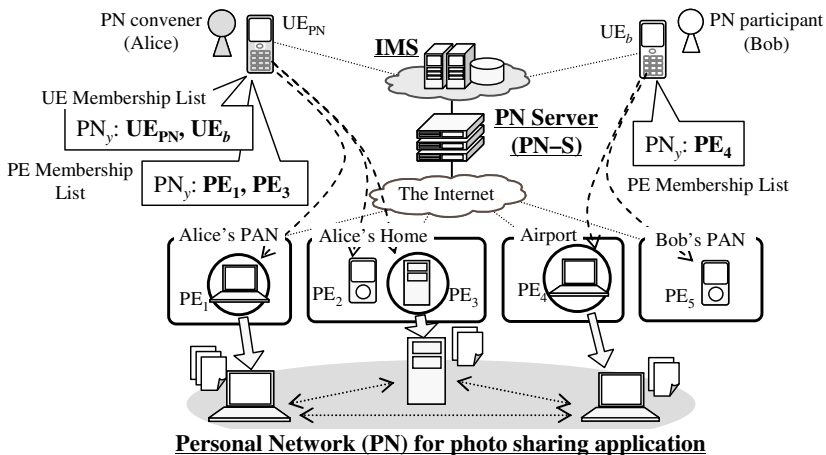 PN convener
(Alice)
UE_PN
IMS
UE_b
PN participant
(Bob)
UE Membership List
PN_y: UE_PN, UE_b
PN Server
(PN–S)
PN_y: PE_4
PE Membership
List
PN_y: PE_1, PE_3
PE Membership List
The Internet
Alice's PAN
Alice's Home
Airport
Bob's PAN
PE_1
PE_2
PE_3
PE_4
PE_5
Personal Network (PN) for photo sharing application